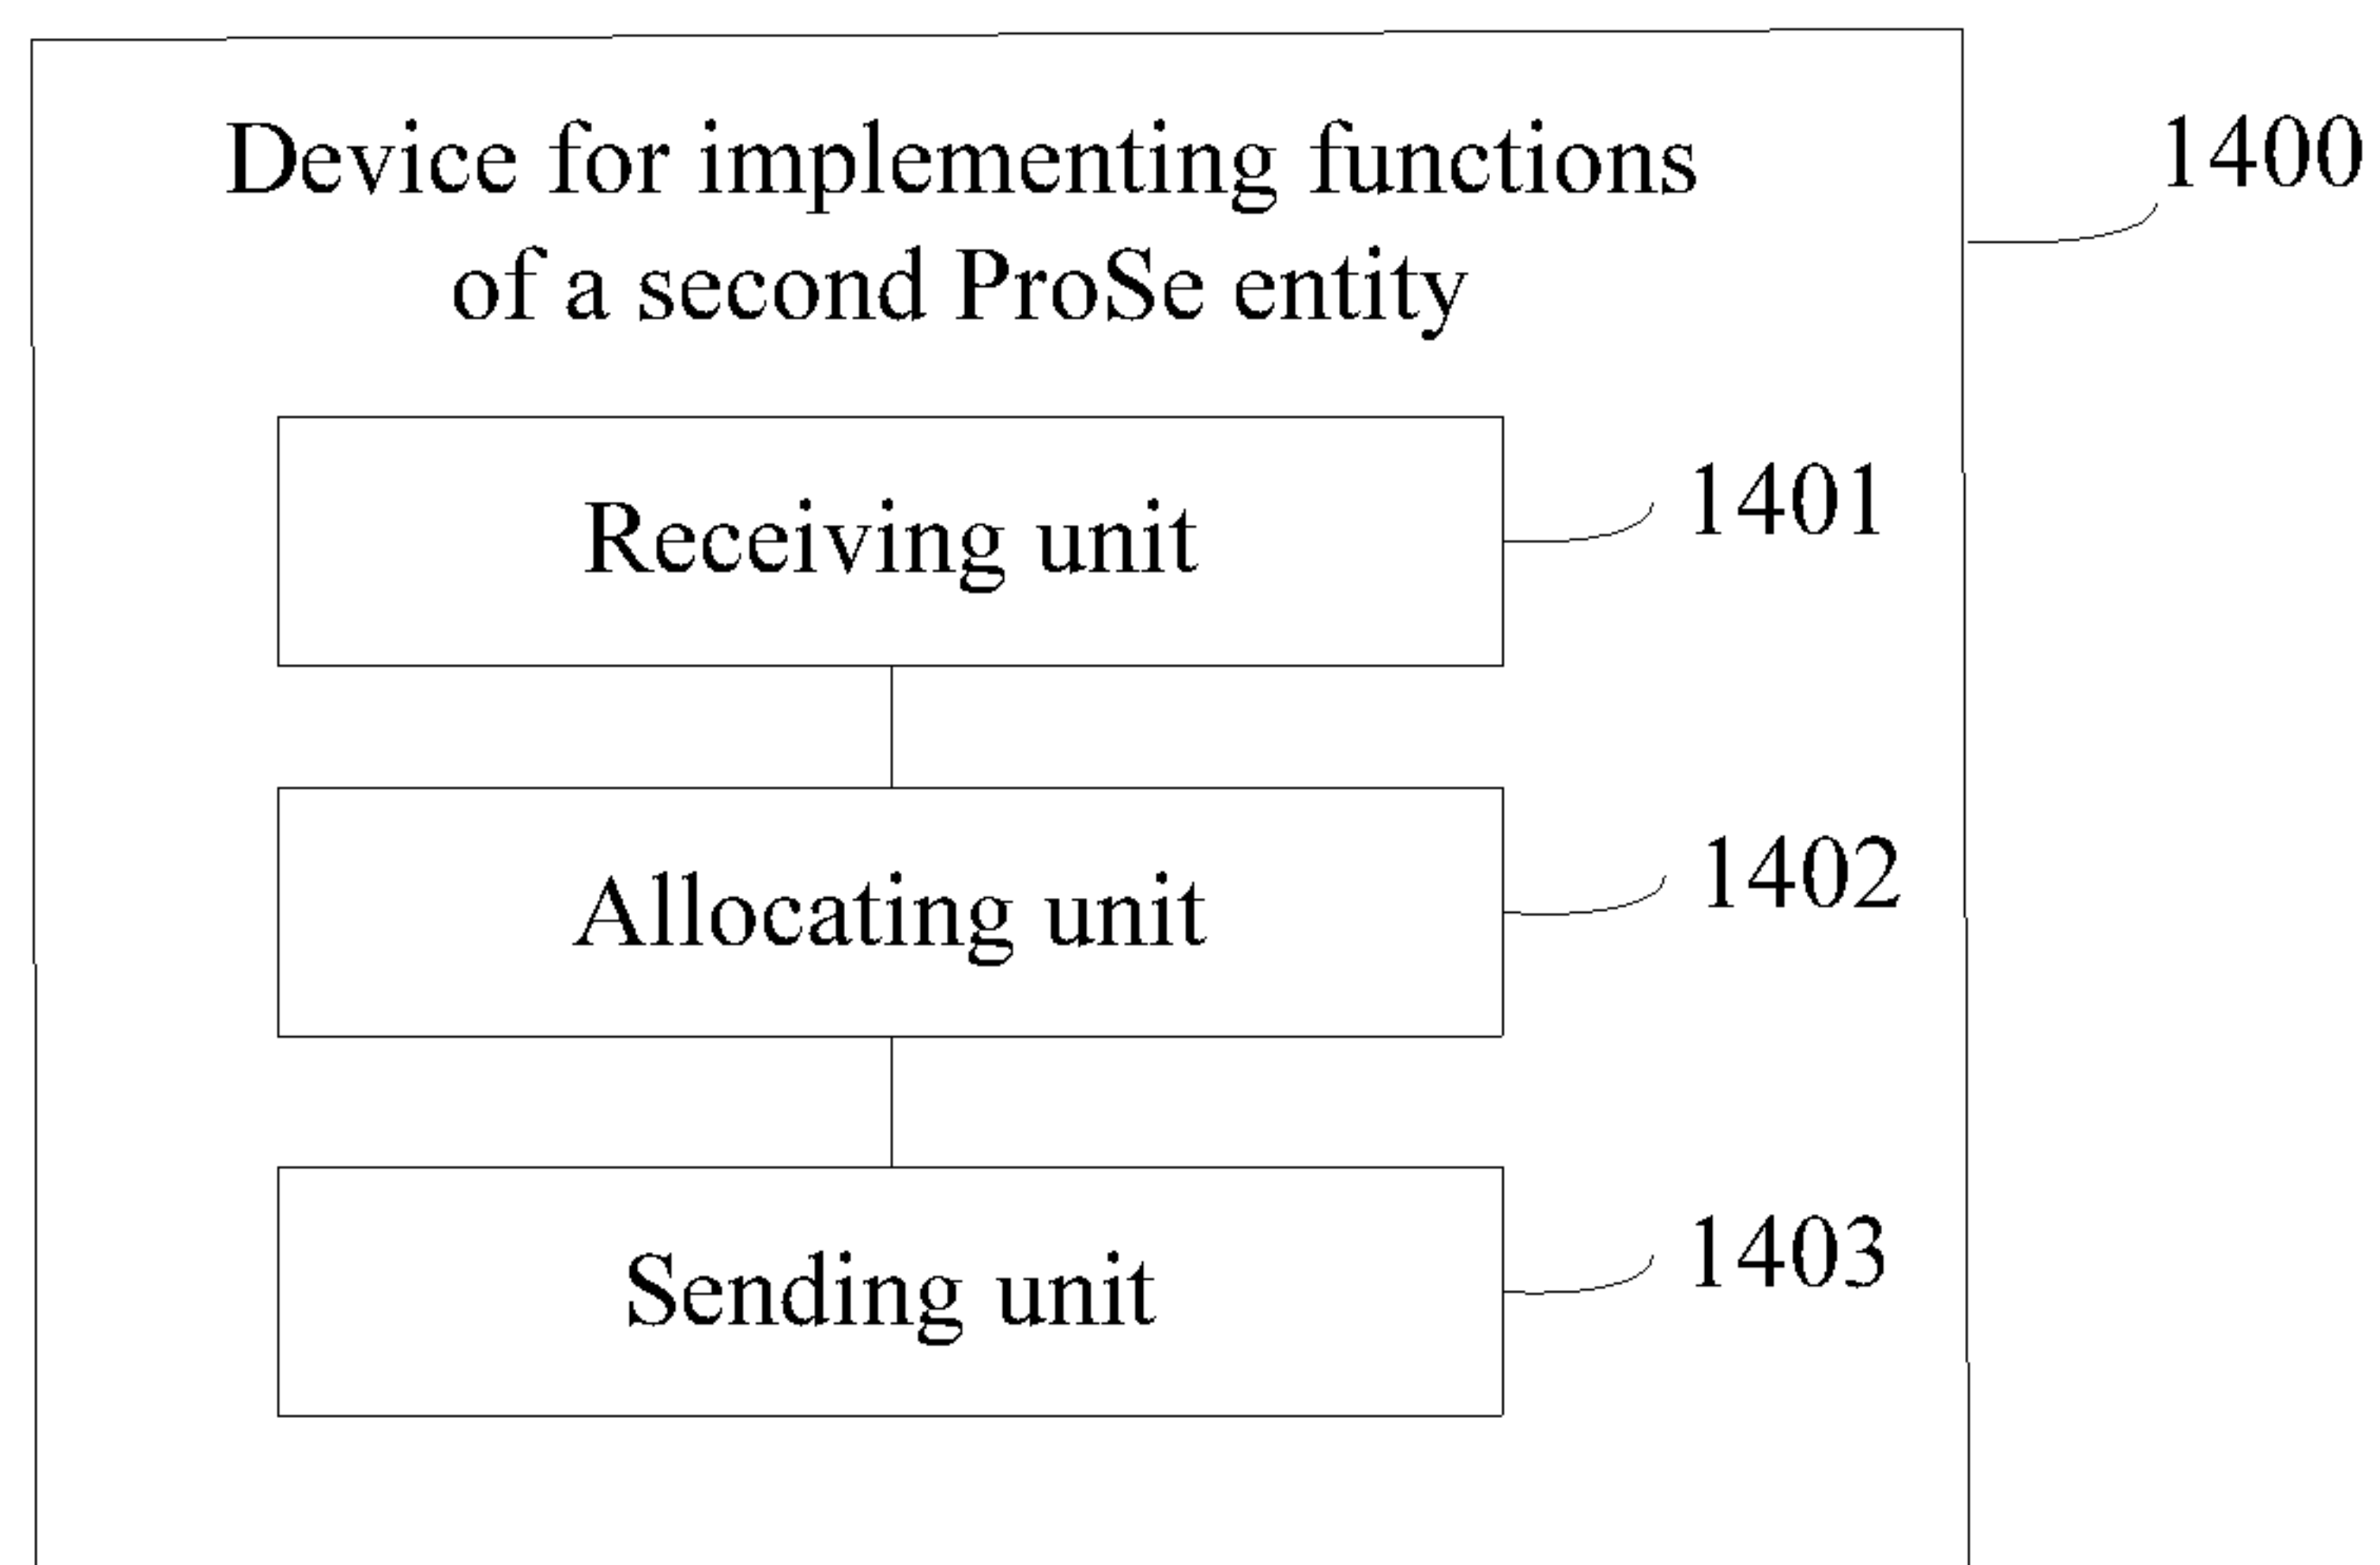 Device for implementing functions
of a second ProSe entity
1400
Receiving unit
1401
Allocating unit
1402
Sending unit
1403